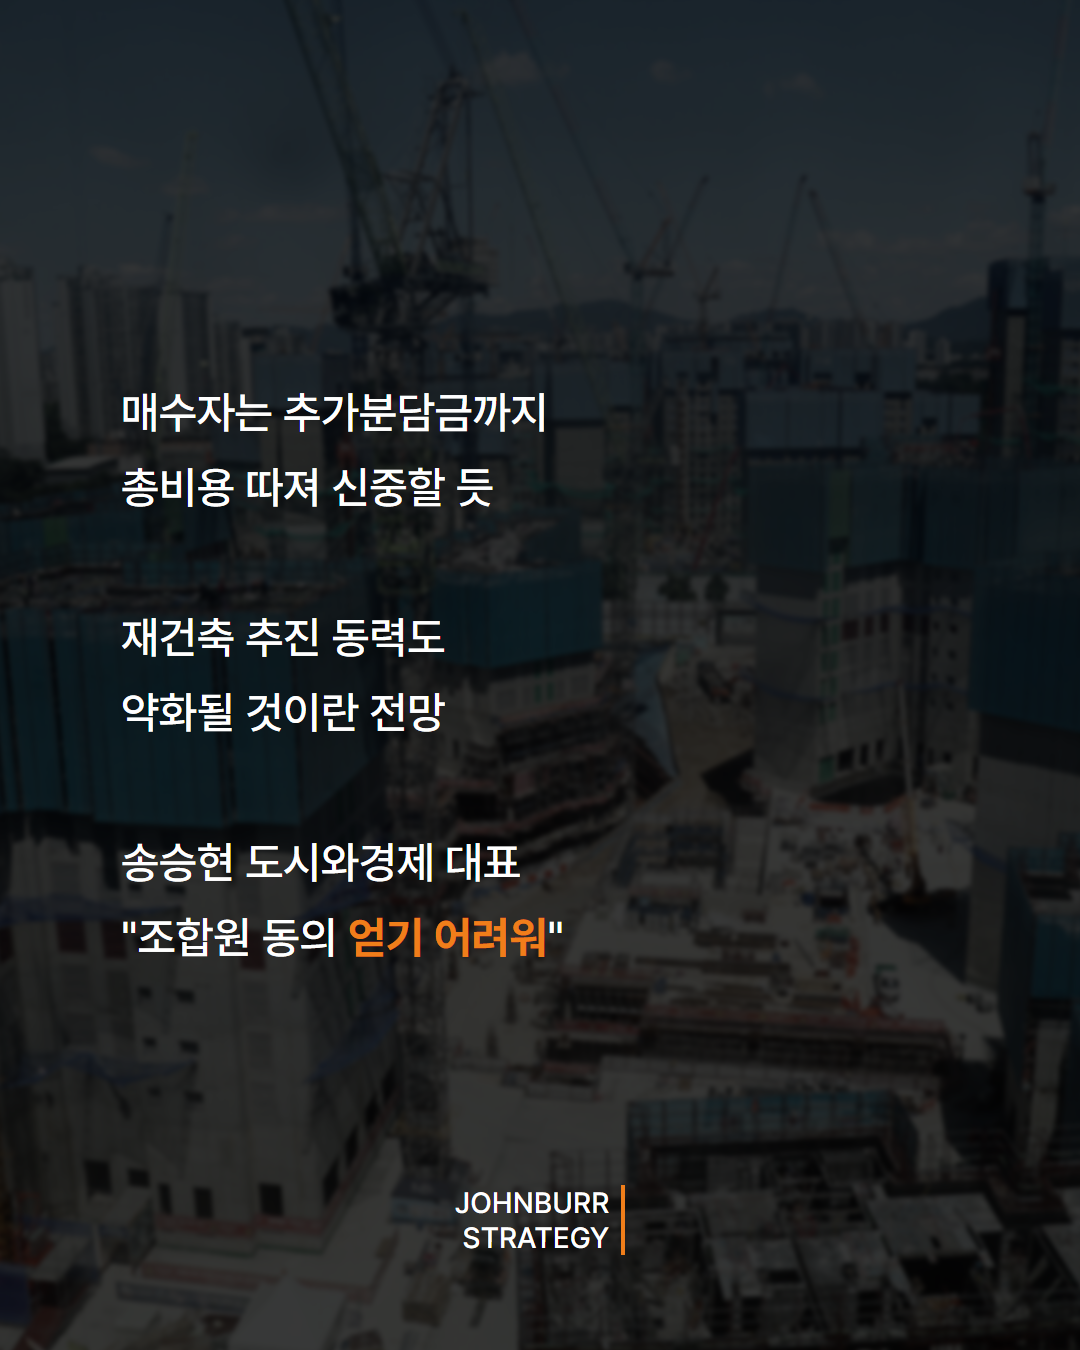 매수자는 추가분담금까지
총비용 따져 신중할 듯
재건축 추진 동력도
약화될 것이란 전망
송승현 도시와경제 대표
"조합원 동의 얻기 어려워"
JOHNBURR
STRATEGY